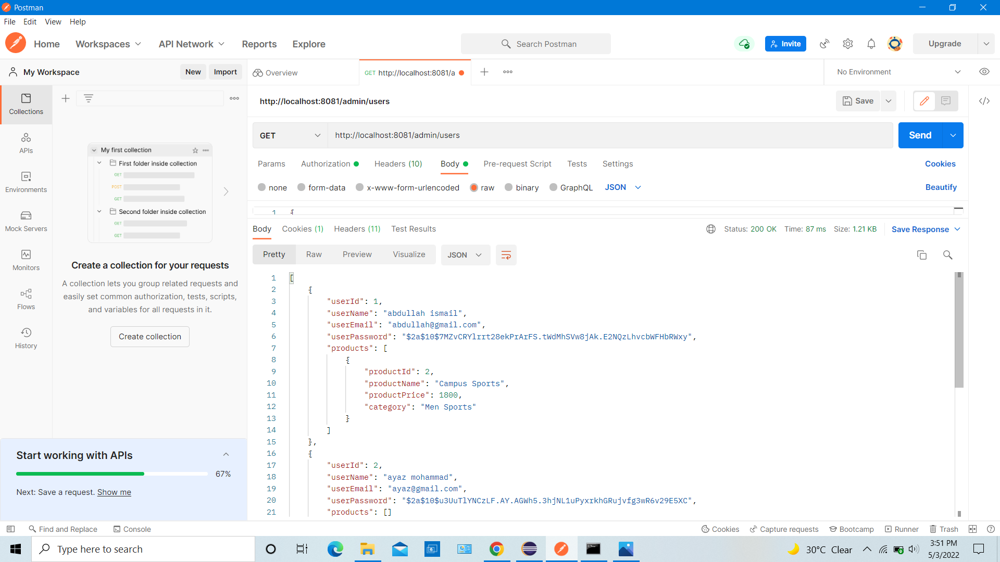 Postman
File Edit View Help
Home Workspaces API Network Reports Explore
Search Postman
Invite
Upgrade
My Workspace
New Import
Overview
GET http://localhost:8081/a
No Environment
Collections
APIs
Environments
Mock Servers
Monitors
Flows
History
My first collection
First folder inside collection
GET
POST
GET
Second folder inside collection
GET
GET
Create a collection for your requests
A collection lets you group related requests and
easily set common authorization, tests, scripts,
and variables for all requests in it.
Create collection
Start working with APIs
67%
Next: Save a request. Show me
http://localhost:8081/admin/users
Save
GET http://localhost:8081/admin/users
Send
Params Authorization Headers (10) Body Pre-request Script Tests Settings
Cookies
none form-data x-www-form-urlencoded raw binary GraphQL JSON
Beautify
1 {
Body Cookies (1) Headers (11) Test Results
Status: 200 OK Time: 87 ms Size: 1.21 KB Save Response
Pretty Raw Preview Visualize JSON
1 [
2 {
3 "userId": 1,
4 "userName": "abdullah ismail",
5 "userEmail": "abdullah@gmail.com",
6 "userPassword": "$2a$10$7MZvCRYlrrt28ekPrArFS.tWdMhSVw8jAk.E2NQzLhvcbWFHbRWxy",
7 "products": [
8 {
9 "productId": 2,
10 "productName": "Campus Sports",
11 "productPrice": 1800,
12 "category": "Men Sports"
13 }
14 ]
15 },
16 {
17 "userId": 2,
18 "userName": "ayaz mohammad",
19 "userEmail": "ayaz@gmail.com",
20 "userPassword": "$2a$10$u3UuTlYNCzLF.AY.AGWh5.3hjNL1uPyxrkhGRujvfg3wR6v29E5XC",
21 "products": []
Find and Replace Console
Cookies Capture requests Bootcamp Runner Trash
Type here to search
30°C Clear
3:51 PM
5/3/2022